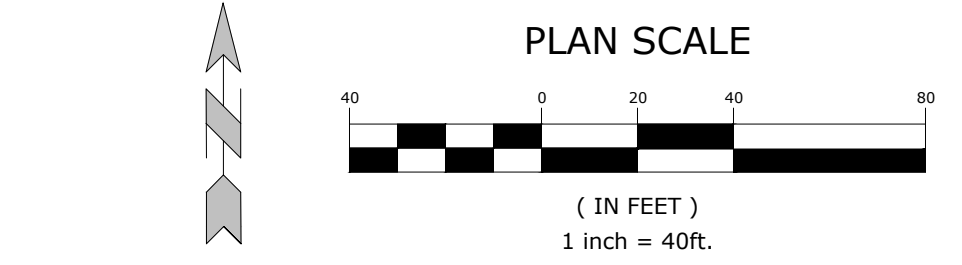 PLAN SCALE
40 0 20 40 80
( IN FEET )
1 inch = 40ft.